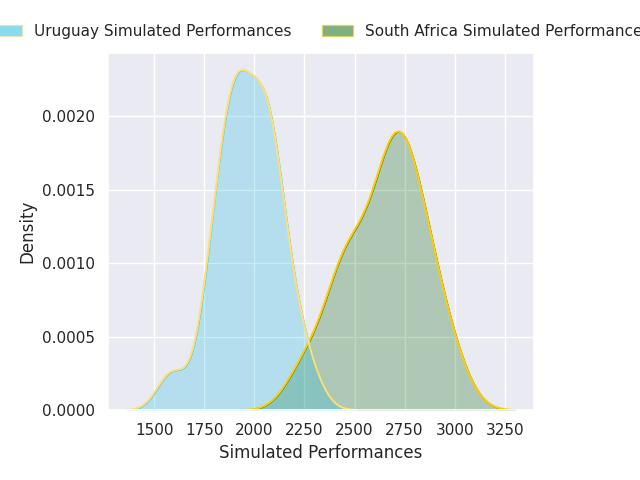 Uruguay Simulated Performances South Africa Simulated Performance
0.0020
0.0015
0.0010
0.0005
0.0000
Density
1500 1750 2000 2250 2500 2750 3000 3250
Simulated Performances